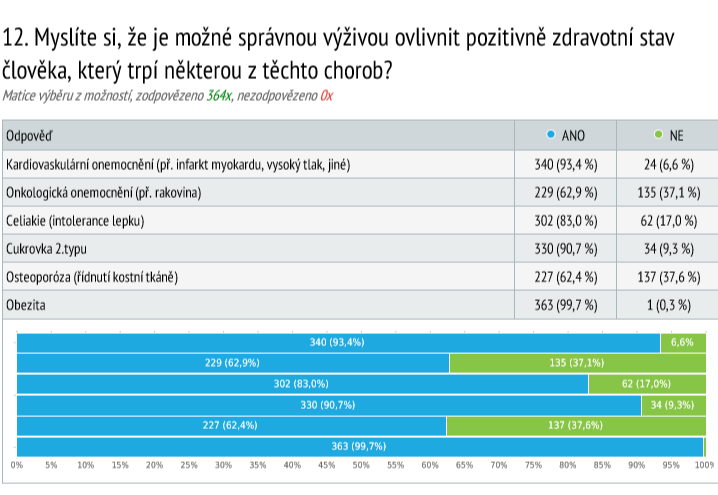 12. Myslíte si, že je možné správnou výživou ovlivnit pozitivně zdravotní stav
člověka, který trpí některou z těchto chorob?
Matice výběru z možností, zodpovězeno 364x, nezodpovězeno 0x
Odpověď ANO NE
Kardiovaskulární onemocnění (př. infarkt myokardu, vysoký tlak, jiné) 340 (93,4 %) 24 (6,6 %)
Onkologická onemocnění (př. rakovina) 229 (62,9 %) 135 (37,1 %)
Celiakie (intolerance lepku) 302 (83,0 %) 62 (17,0 %)
Cukrovka 2.typu 330 (90,7 %) 34 (9,3 %)
Osteoporóza (řídnutí kostní tkáně) 227 (62,4 %) 137 (37,6 %)
Obezita 363 (99,7 %) 1 (0,3 %)
340 (93,4%) 6,6%
229 (62,9%) 135 (37,1%)
302 (83,0%) 62 (17,0%)
330 (90,7%) 34 (9,3%)
227 (62,4%) 137 (37,6%)
363 (99,7%)
0% 5% 10% 15% 20% 25% 30% 35% 40% 45% 50% 55% 60% 65% 70% 75% 80% 85% 90% 95% 100%